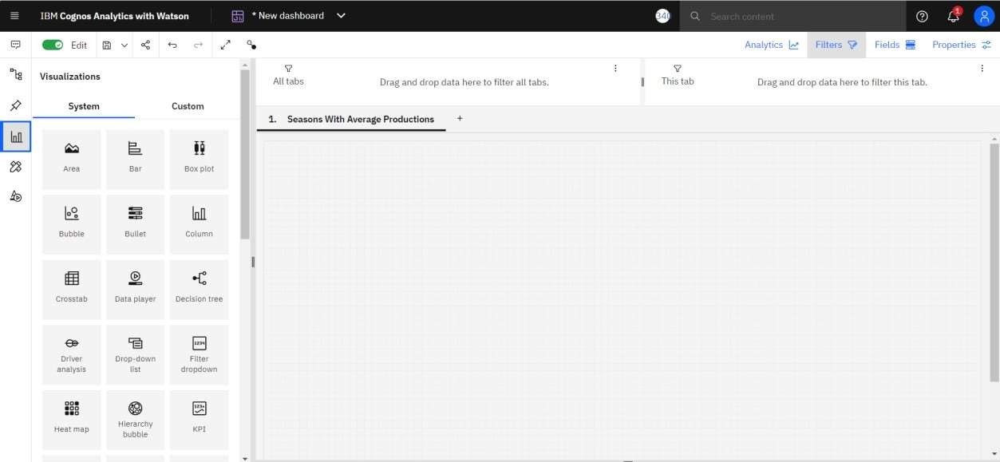 IBM Cognos Analytics with Watson
* New dashboard
340
Search content
1
Edit
Analytics
Filters
Fields
Properties
Visualizations
System
Custom
All tabs
Drag and drop data here to filter all tabs.
This tab
Drag and drop data here to filter this tab.
1. Seasons With Average Productions
+
Area
Bar
Box plot
Bubble
Bullet
Column
Crosstab
Data player
Decision tree
Driver
analysis
Drop-down
list
1234
Filter
dropdown
Heat map
Hierarchy
bubble
KPI